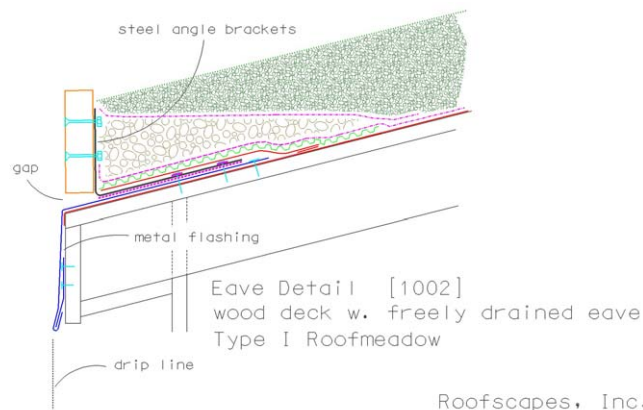 steel angle brackets
gap
metal flashing
Eave Detail [1002]
wood deck w. freely drained eave
Type I Roofmeadow
drip line
Roofscapes, Inc.